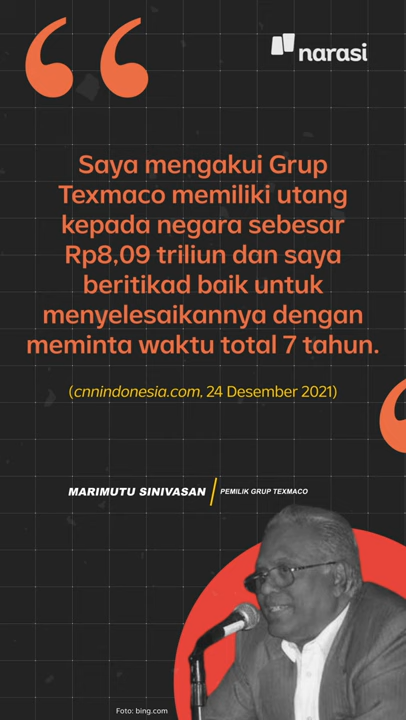 narasi
Saya mengakui Grup
Texmaco memiliki utang
kepada negara sebesar
Rp8,09 triliun dan saya
beritikad baik untuk
menyelesaikannya dengan
meminta waktu total 7 tahun.
(cnnindonesia.com, 24 Desember 2021)
MARIMUTU SINIVASAN / PEMILIK GRUP TEXMACO
Foto: bing.com